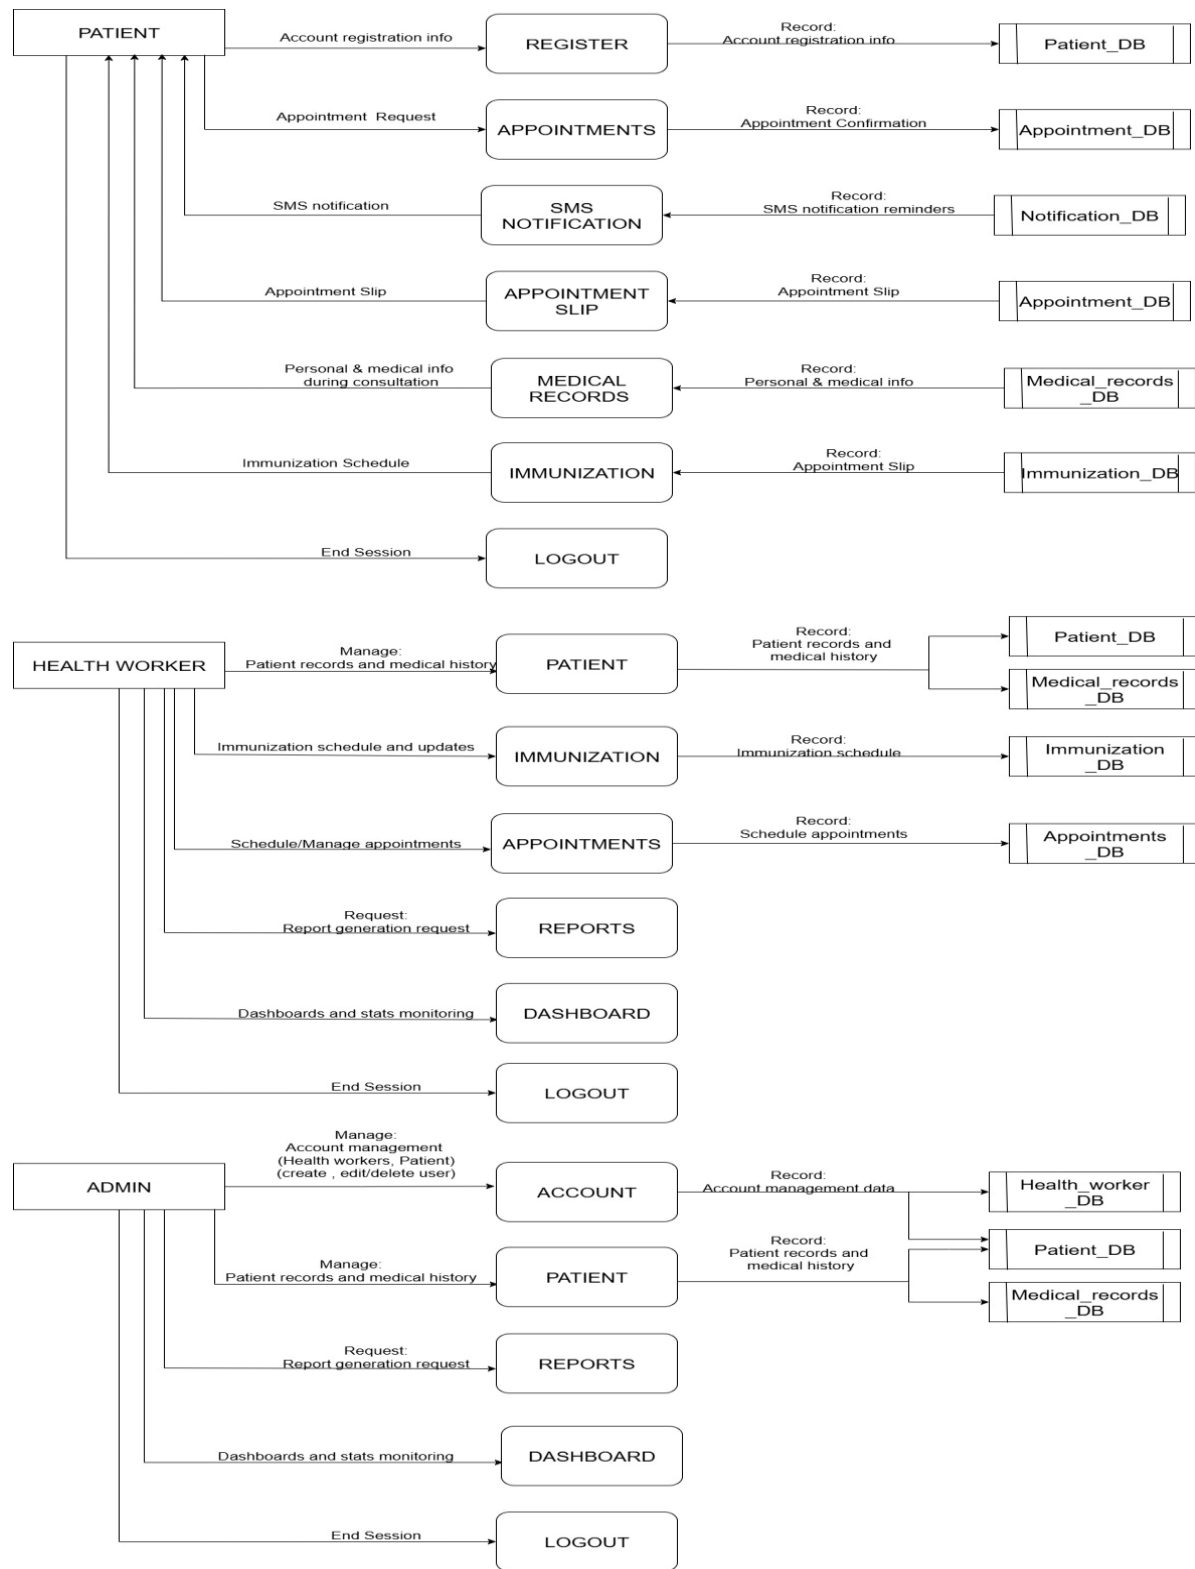 PATIENT
Account registration info
REGISTER
Record:
Account registration info
Patient_DB
Appointment Request
APPOINTMENTS
Record:
Appointment Confirmation
Appointment_DB
SMS notification
SMS
NOTIFICATION
Record:
SMS notification reminders
Notification_DB
Appointment Slip
APPOINTMENT
SLIP
Record:
Appointment Slip
Appointment_DB
Personal & medical info
during consultation
MEDICAL
RECORDS
Record:
Personal & medical info
Medical_records
_DB
Immunization Schedule
IMMUNIZATION
Record:
Appointment Slip
Immunization_DB
End Session
LOGOUT
HEALTH WORKER
Manage:
Patient records and medical history
PATIENT
Record:
Patient records and
medical history
Patient_DB
Medical_records
_DB
Immunization schedule and updates
IMMUNIZATION
Record:
Immunization schedule
Immunization
_DB
Schedule/Manage appointments
APPOINTMENTS
Record:
Schedule appointments
Appointments
_DB
Request:
Report generation request
REPORTS
Dashboards and stats monitoring
DASHBOARD
End Session
LOGOUT
ADMIN
Manage:
Account management
(Health workers, Patient)
(create , edit/delete user)
ACCOUNT
Record:
Account management data
Health_worker
_DB
Manage:
Patient records and medical history
PATIENT
Record:
Patient records and
medical history
Patient_DB
Medical_records
_DB
Request:
Report generation request
REPORTS
Dashboards and stats monitoring
DASHBOARD
End Session
LOGOUT